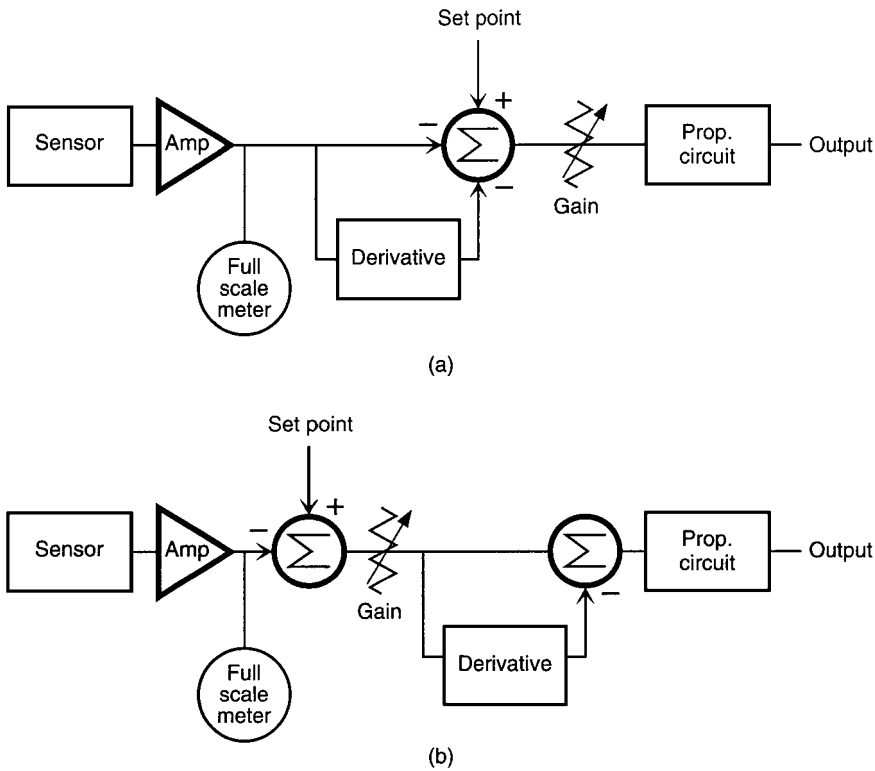 Set point
+
−
Sensor
Amp
Σ
Prop.
circuit
Output
−
Gain
Derivative
Full
scale
meter
(a)
Set point
+
−
Sensor
Amp
Σ
Σ
Prop.
circuit
Output
−
Gain
Derivative
Full
scale
meter
(b)